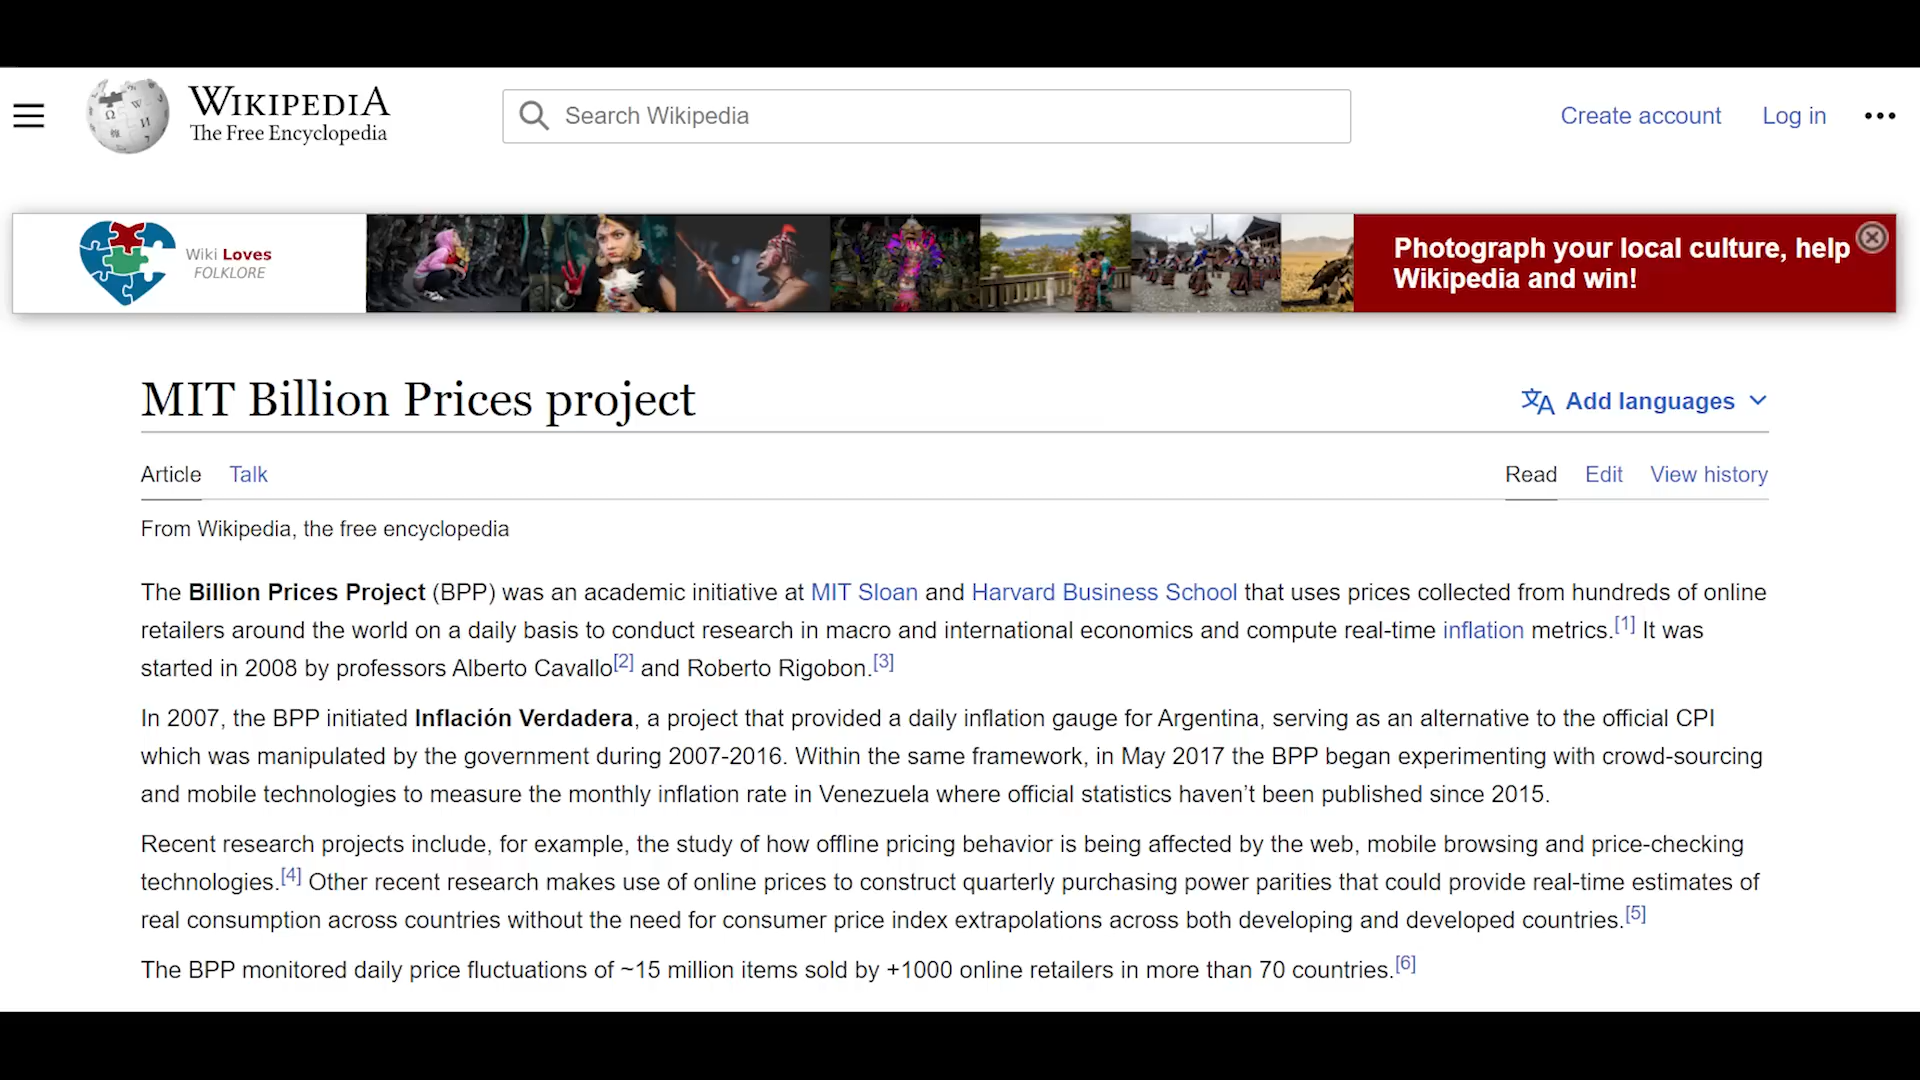 WIKIPEDIA
The Free Encyclopedia
Search Wikipedia
Create account
Log in
Wiki Loves
FOLKLORE
Photograph your local culture, help
Wikipedia and win!
MIT Billion Prices project
Add languages
Article
Talk
Read
Edit
View history
From Wikipedia, the free encyclopedia
The Billion Prices Project (BPP) was an academic initiative at MIT Sloan and Harvard Business School that uses prices collected from hundreds of online
retailers around the world on a daily basis to conduct research in macro and international economics and compute real-time inflation metrics.[1] It was
started in 2008 by professors Alberto Cavallo[2] and Roberto Rigobon.[3]
In 2007, the BPP initiated Inflación Verdadera, a project that provided a daily inflation gauge for Argentina, serving as an alternative to the official CPI
which was manipulated by the government during 2007-2016. Within the same framework, in May 2017 the BPP began experimenting with crowd-sourcing
and mobile technologies to measure the monthly inflation rate in Venezuela where official statistics haven’t been published since 2015.
Recent research projects include, for example, the study of how offline pricing behavior is being affected by the web, mobile browsing and price-checking
technologies.[4] Other recent research makes use of online prices to construct quarterly purchasing power parities that could provide real-time estimates of
real consumption across countries without the need for consumer price index extrapolations across both developing and developed countries.[5]
The BPP monitored daily price fluctuations of ~15 million items sold by +1000 online retailers in more than 70 countries.[6]